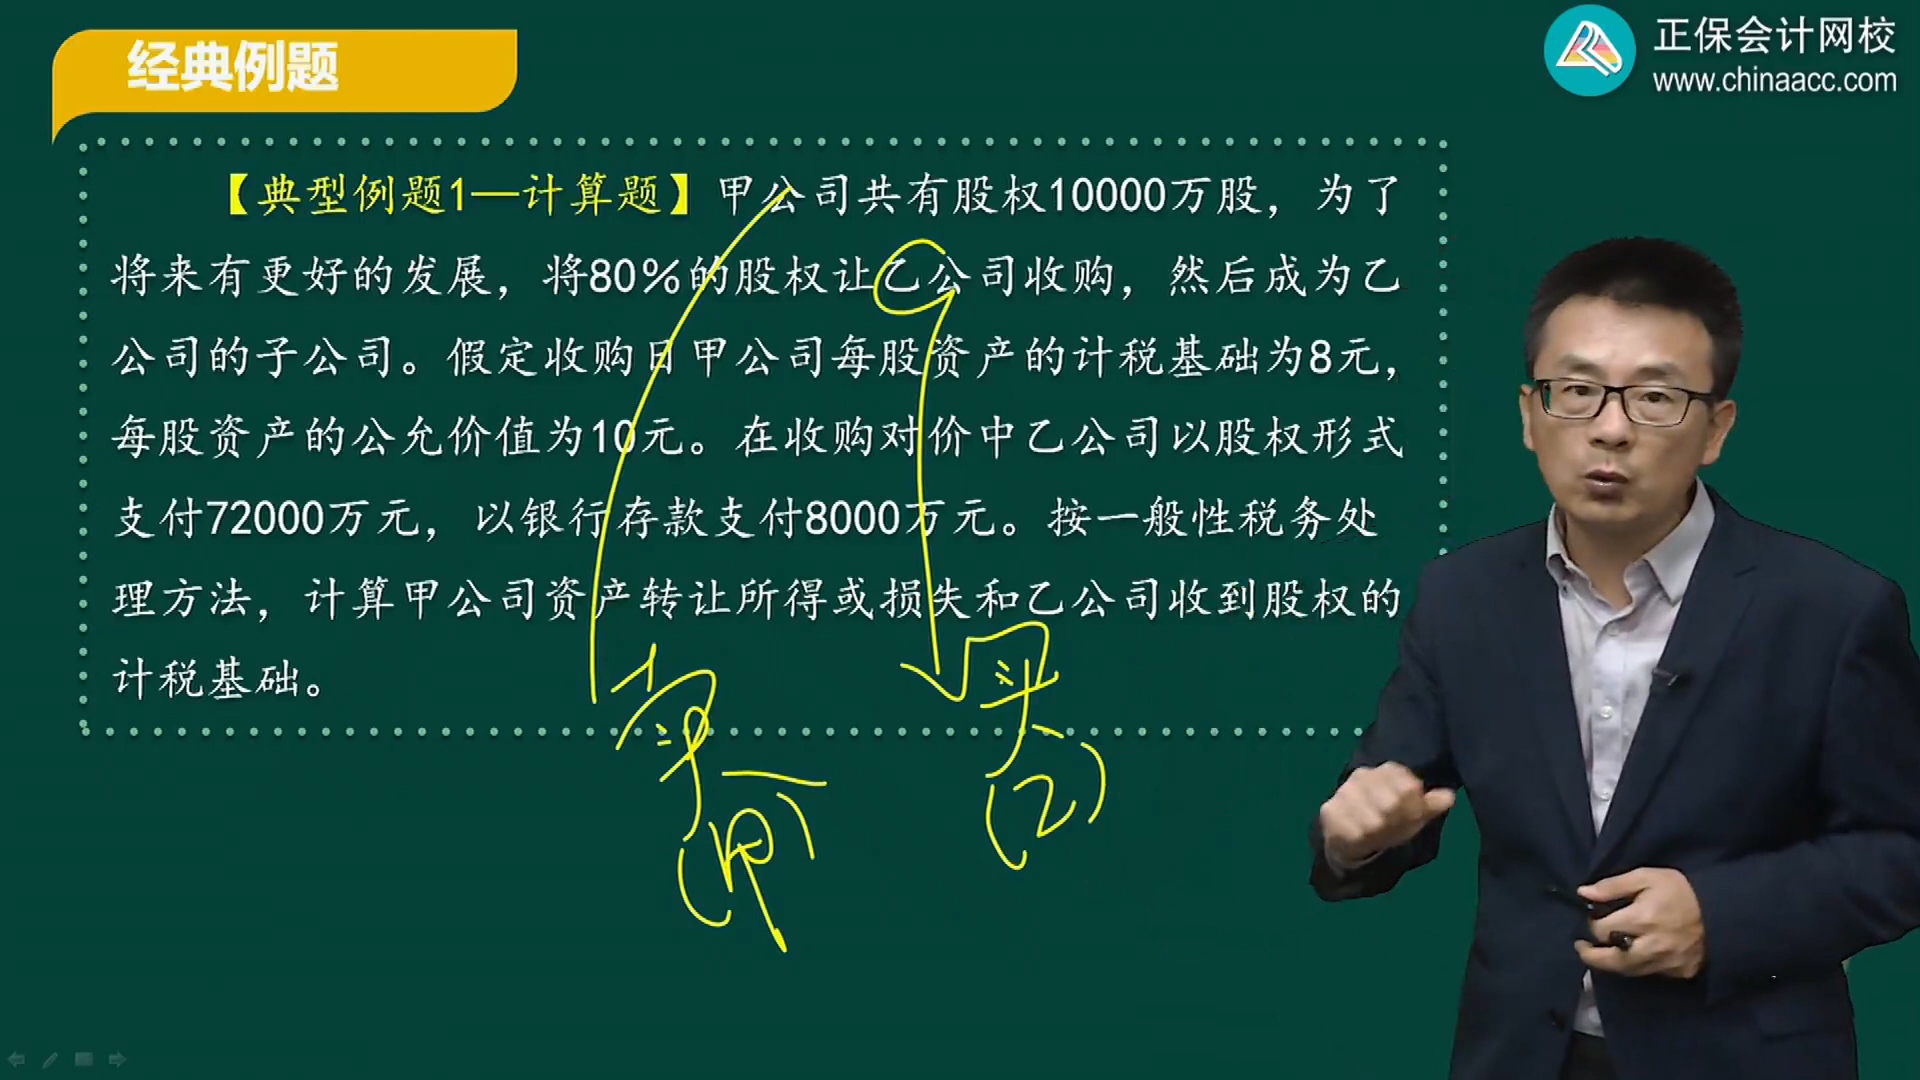 经典例题
正保会计网校
www.chinaacc.com
【典型例题1—计算题】甲公司共有股权10000万股，为了
将来有更好的发展，将80%的股权让乙公司收购，然后成为乙
公司的子公司。假定收购日甲公司每股资产的计税基础为8元，
每股资产的公允价值为10元。在收购对价中乙公司以股权形式
支付72000万元，以银行存款支付8000万元。按一般性税务处
理方法，计算甲公司资产转让所得或损失和乙公司收到股权的
计税基础。
卖 买
(甲) (乙)